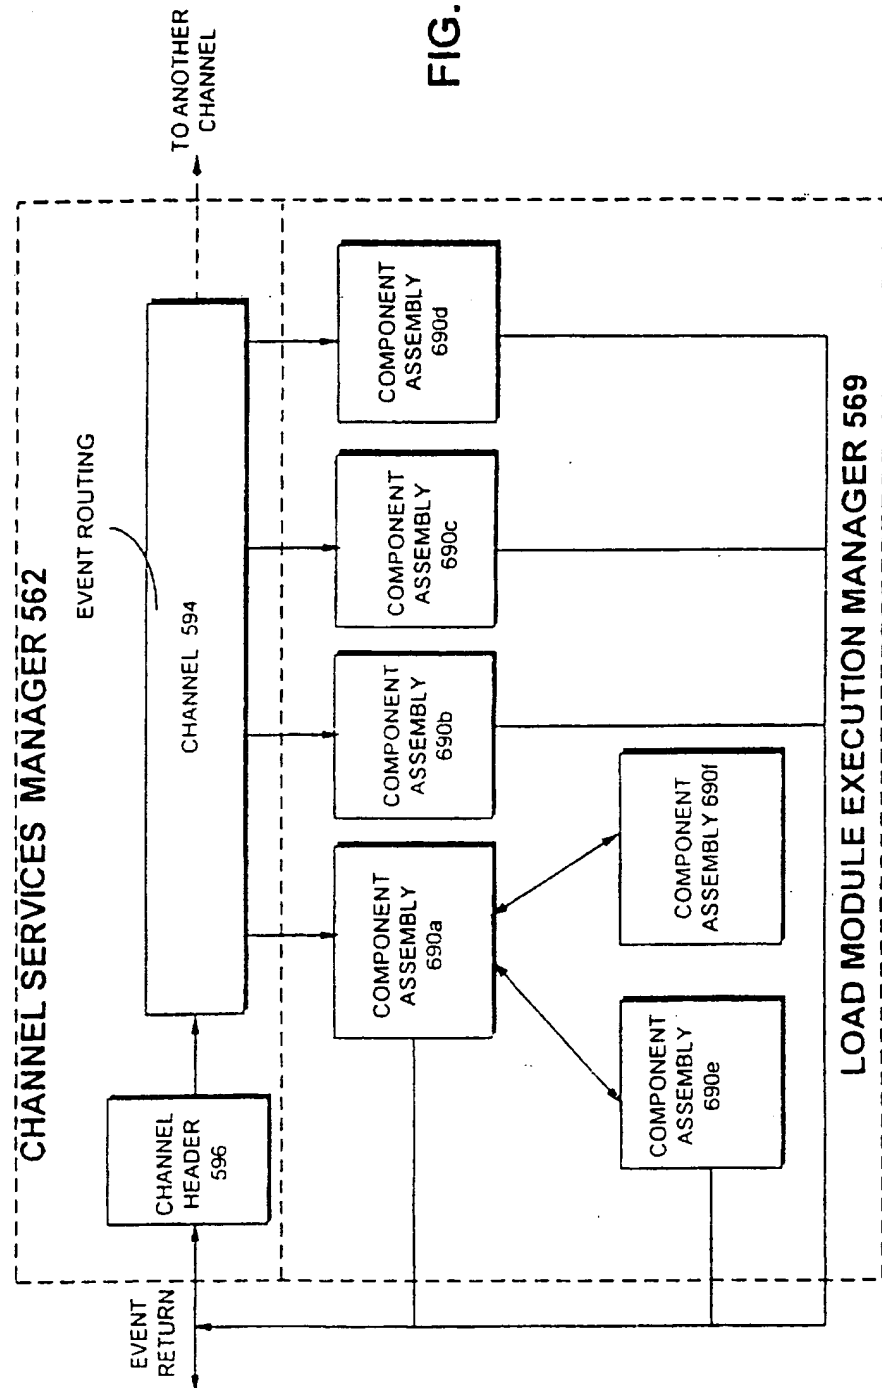 CHANNEL SERVICES MANAGER 562
EVENT ROUTING
TO ANOTHER
CHANNEL
EVENT
RETURN
CHANNEL
HEADER
596
CHANNEL 594
COMPONENT
ASSEMBLY
690a
COMPONENT
ASSEMBLY
690b
COMPONENT
ASSEMBLY
690c
COMPONENT
ASSEMBLY
690d
COMPONENT
ASSEMBLY
690e
COMPONENT
ASSEMBLY 690f
LOAD MODULE EXECUTION MANAGER 569
FIG.